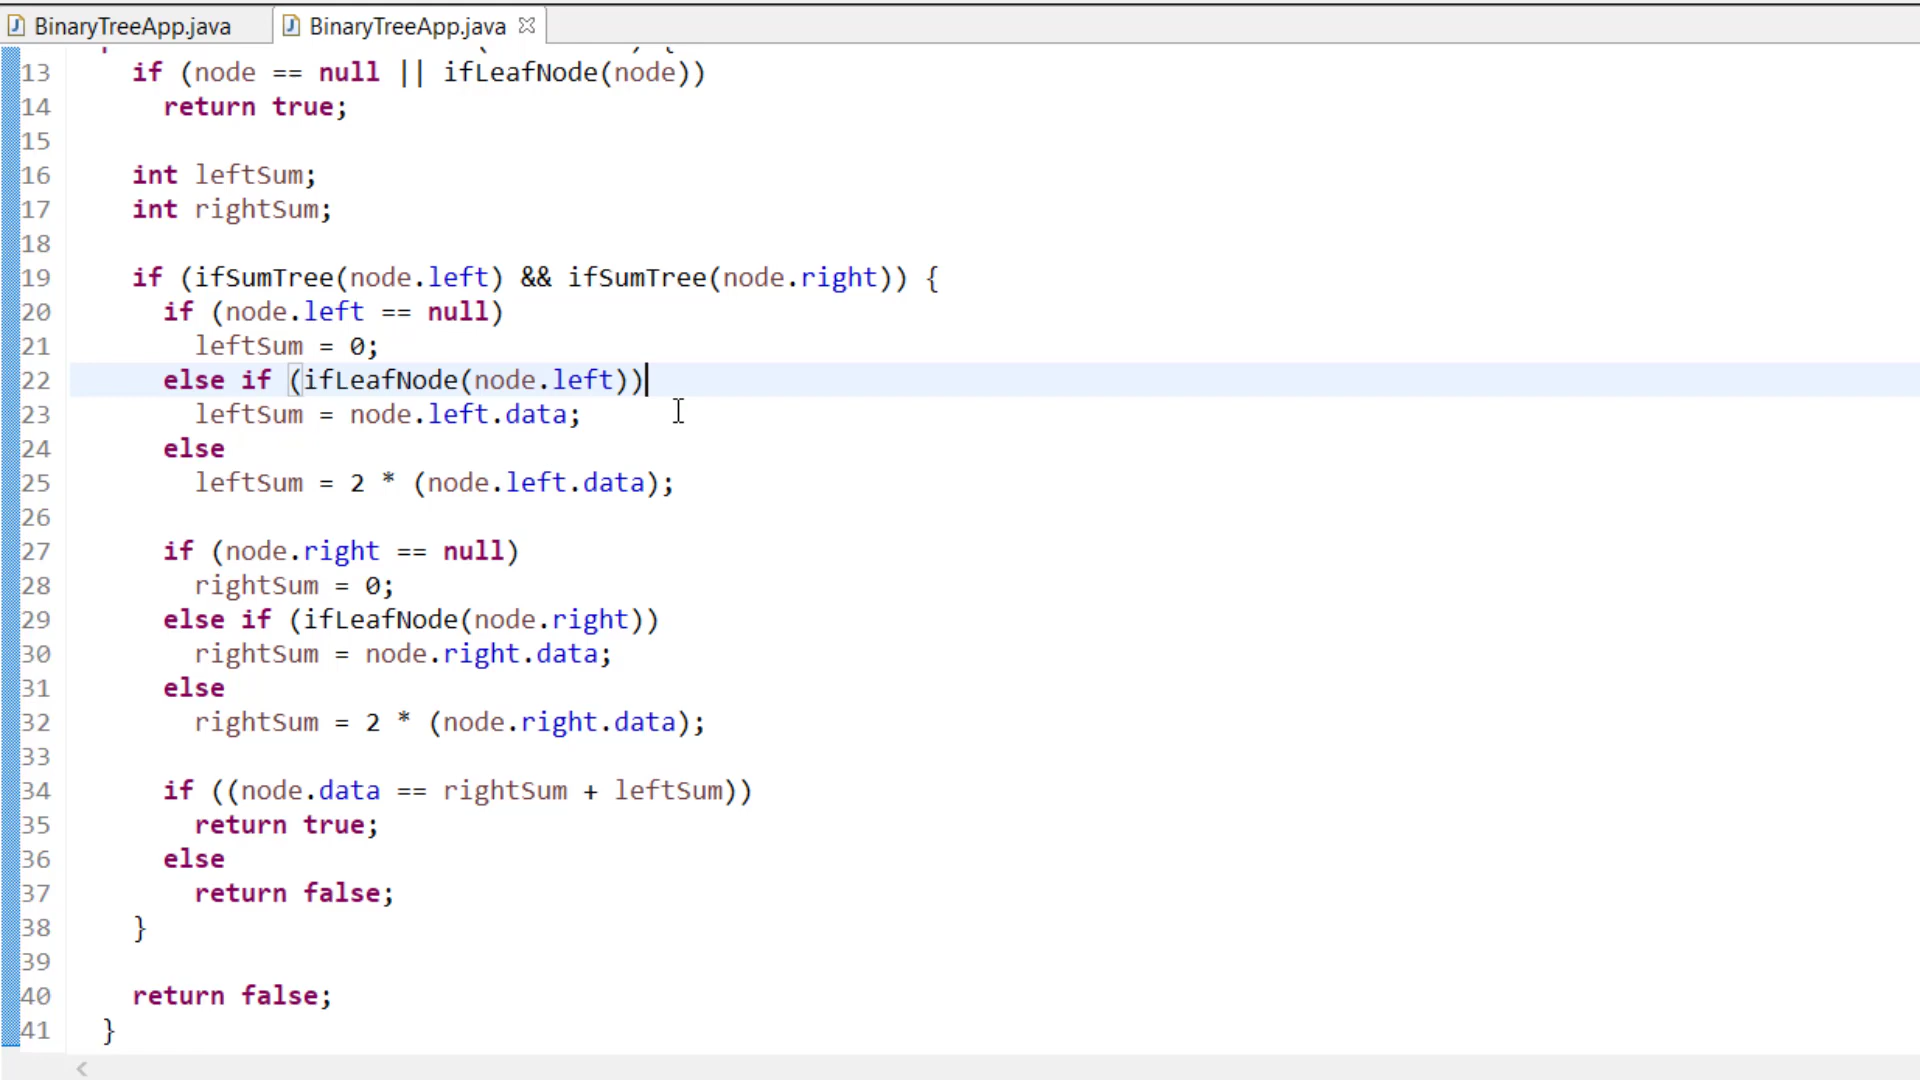 BinaryTreeApp.java
BinaryTreeApp.java
13 if (node == null || ifLeafNode(node))
14 return true;
15
16 int leftSum;
17 int rightSum;
18
19 if (ifSumTree(node.left) && ifSumTree(node.right)) {
20 if (node.left == null)
21 leftSum = 0;
22 else if (ifLeafNode(node.left))
23 leftSum = node.left.data;
24 else
25 leftSum = 2 * (node.left.data);
26
27 if (node.right == null)
28 rightSum = 0;
29 else if (ifLeafNode(node.right))
30 rightSum = node.right.data;
31 else
32 rightSum = 2 * (node.right.data);
33
34 if ((node.data == rightSum + leftSum))
35 return true;
36 else
37 return false;
38 }
39
40 return false;
41 }